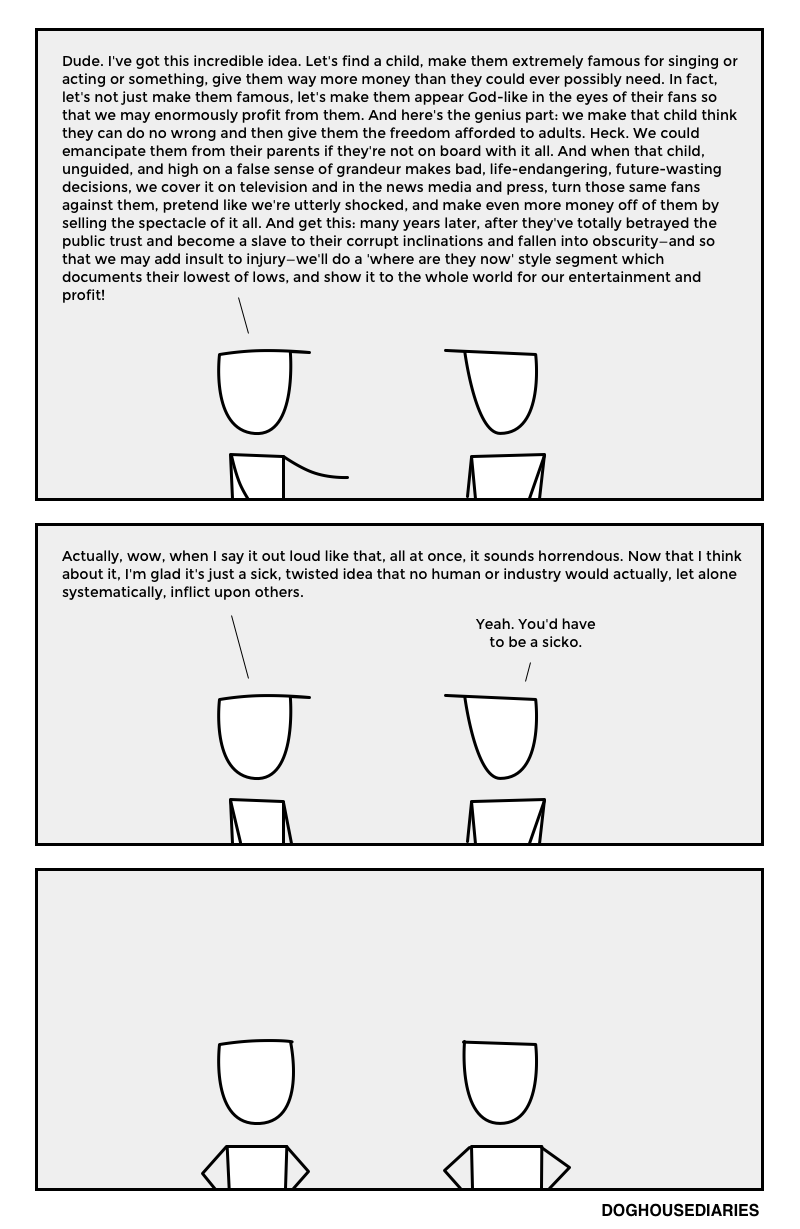 Dude. I've got this incredible idea. Let's find a child, make them extremely famous for singing or
acting or something, give them way more money than they could ever possibly need. In fact,
let's not just make them famous, let's make them appear God-like in the eyes of their fans so
that we may enormously profit from them. And here's the genius part: we make that child think
they can do no wrong and then give them the freedom afforded to adults. Heck. We could
emancipate them from their parents if they're not on board with it all. And when that child,
unguided, and high on a false sense of grandeur makes bad, life-endangering, future-wasting
decisions, we cover it on television and in the news media and press, turn those same fans
against them, pretend like we're utterly shocked, and make even more money off of them by
selling the spectacle of it all. And get this: many years later, after they've totally betrayed the
public trust and become a slave to their corrupt inclinations and fallen into obscurity—and so
that we may add insult to injury—we'll do a 'where are they now' style segment which
documents their lowest of lows, and show it to the whole world for our entertainment and
profit!
Actually, wow, when I say it out loud like that, all at once, it sounds horrendous. Now that I think
about it, I'm glad it's just a sick, twisted idea that no human or industry would actually, let alone
systematically, inflict upon others.
Yeah. You'd have
to be a sicko.
DOGHOUSEDIARIES